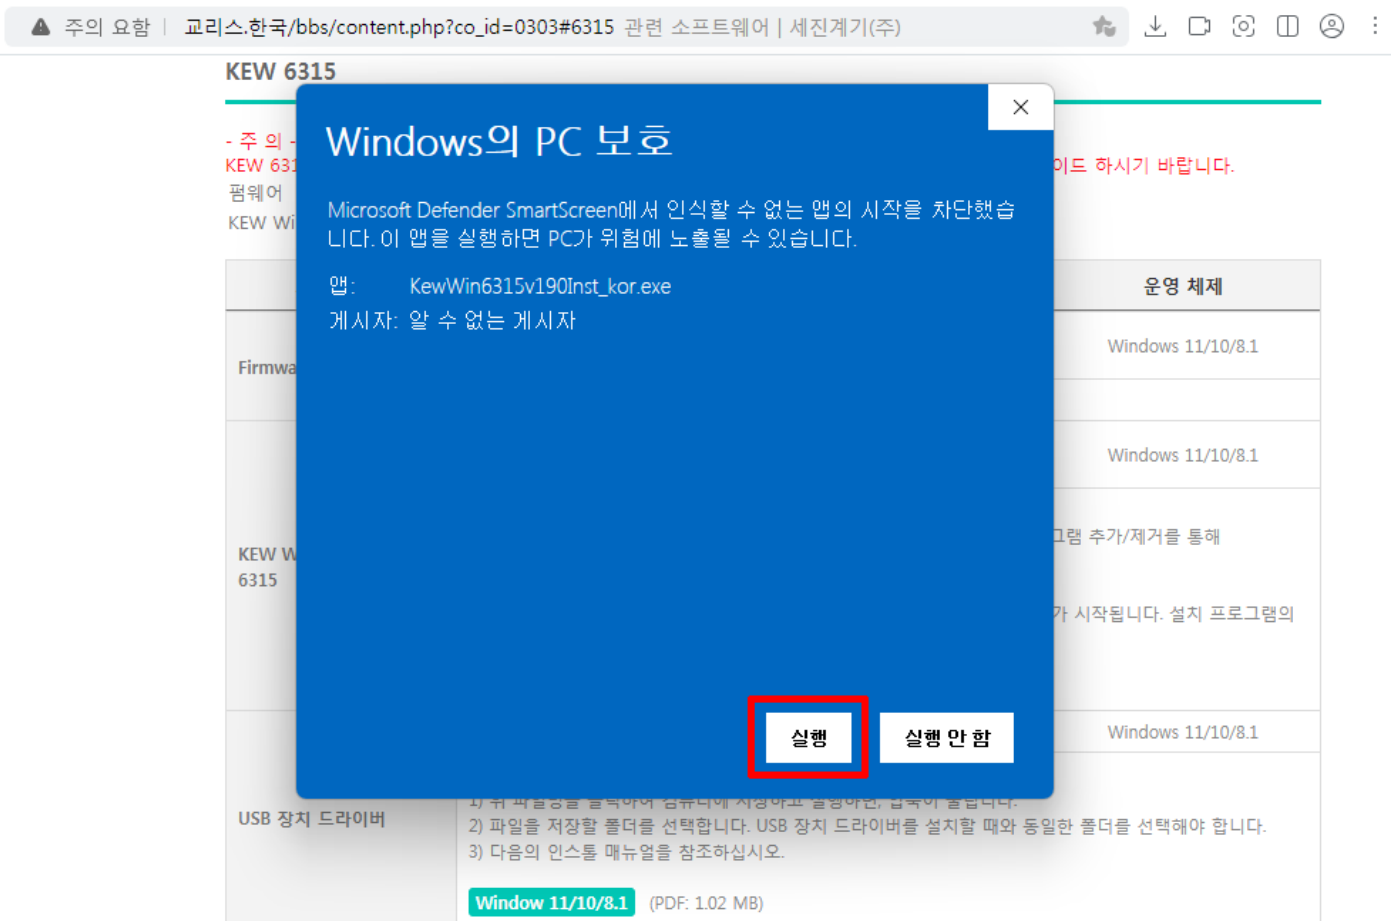 주의 요함 | 교리스.한국/bbs/content.php?co_id=0303#6315 관련 소프트웨어 | 세진계기(주)
KEW 6315
- 주 의 -
KEW 631
이드 하시기 바랍니다.
펌웨어
KEW Wi
Windows의 PC 보호
Microsoft Defender SmartScreen에서 인식할 수 없는 앱의 시작을 차단했습
니다. 이 앱을 실행하면 PC가 위험에 노출될 수 있습니다.
앱: KewWin6315v190Inst_kor.exe
게시자: 알 수 없는 게시자
실행
실행 안 함
운영 체제
Windows 11/10/8.1
Firmwa
Windows 11/10/8.1
그램 추가/제거를 통해
KEW W
6315
가 시작됩니다. 설치 프로그램의
Windows 11/10/8.1
USB 장치 드라이버
2) 파일을 저장할 폴더를 선택합니다. USB 장치 드라이버를 설치할 때와 동일한 폴더를 선택해야 합니다.
3) 다음의 인스톨 매뉴얼을 참조하십시오.
Window 11/10/8.1 (PDF: 1.02 MB)